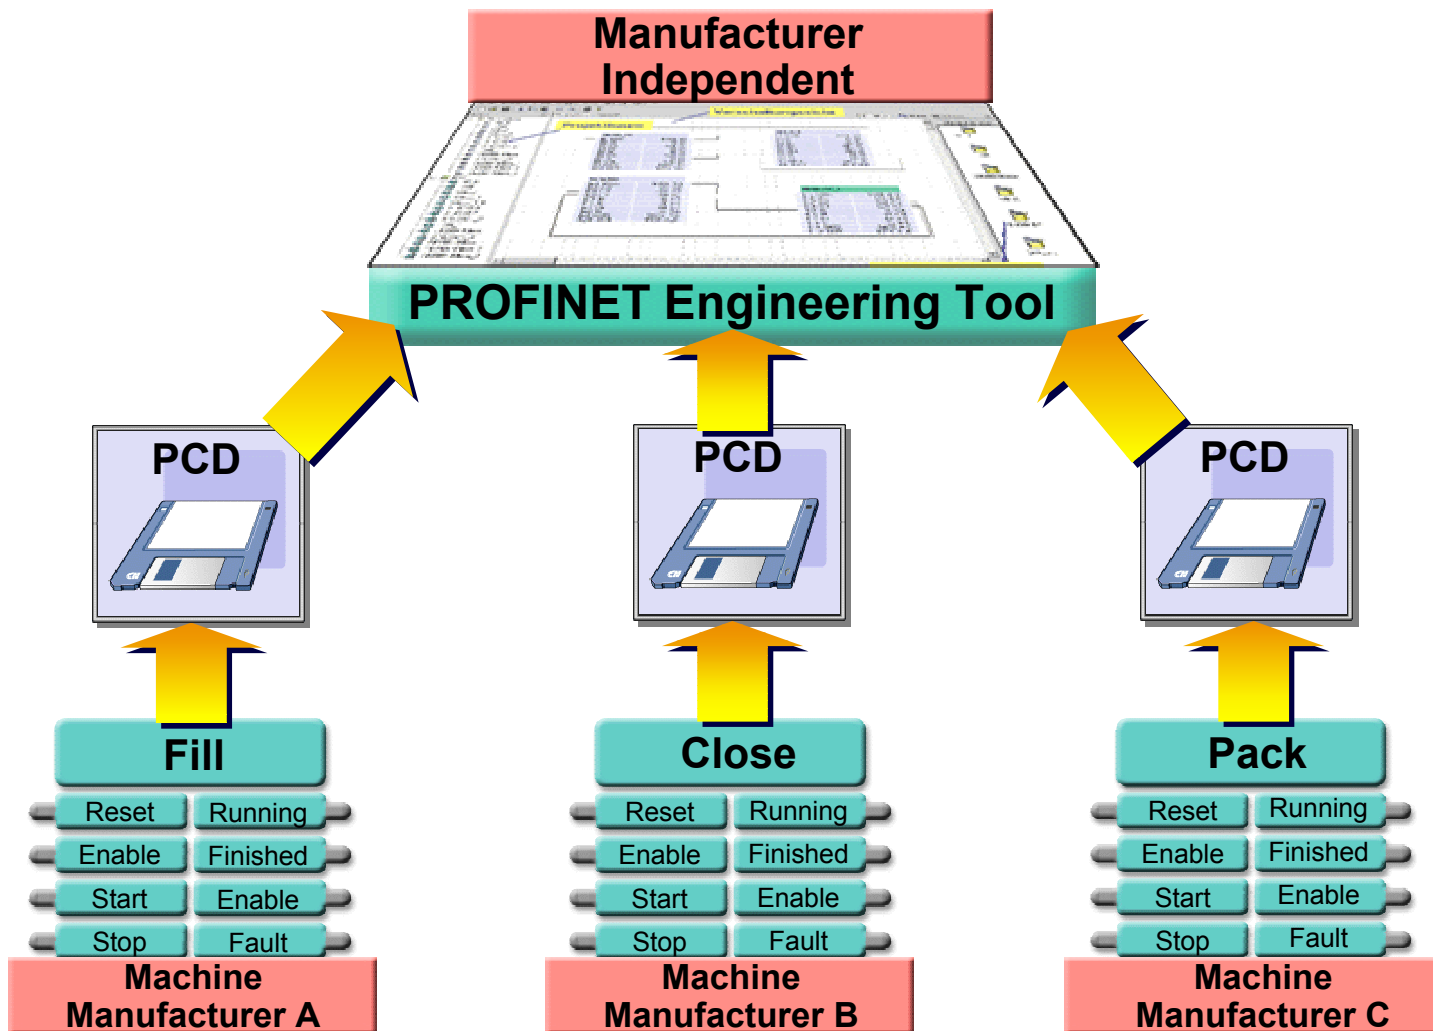 Manufacturer
Independent
PROFINET Engineering Tool
PCD
PCD
PCD
Fill
Reset Running
Enable Finished
Start Enable
Stop Fault
Machine
Manufacturer A
Close
Reset Running
Enable Finished
Start Enable
Stop Fault
Machine
Manufacturer B
Pack
Reset Running
Enable Finished
Start Enable
Stop Fault
Machine
Manufacturer C